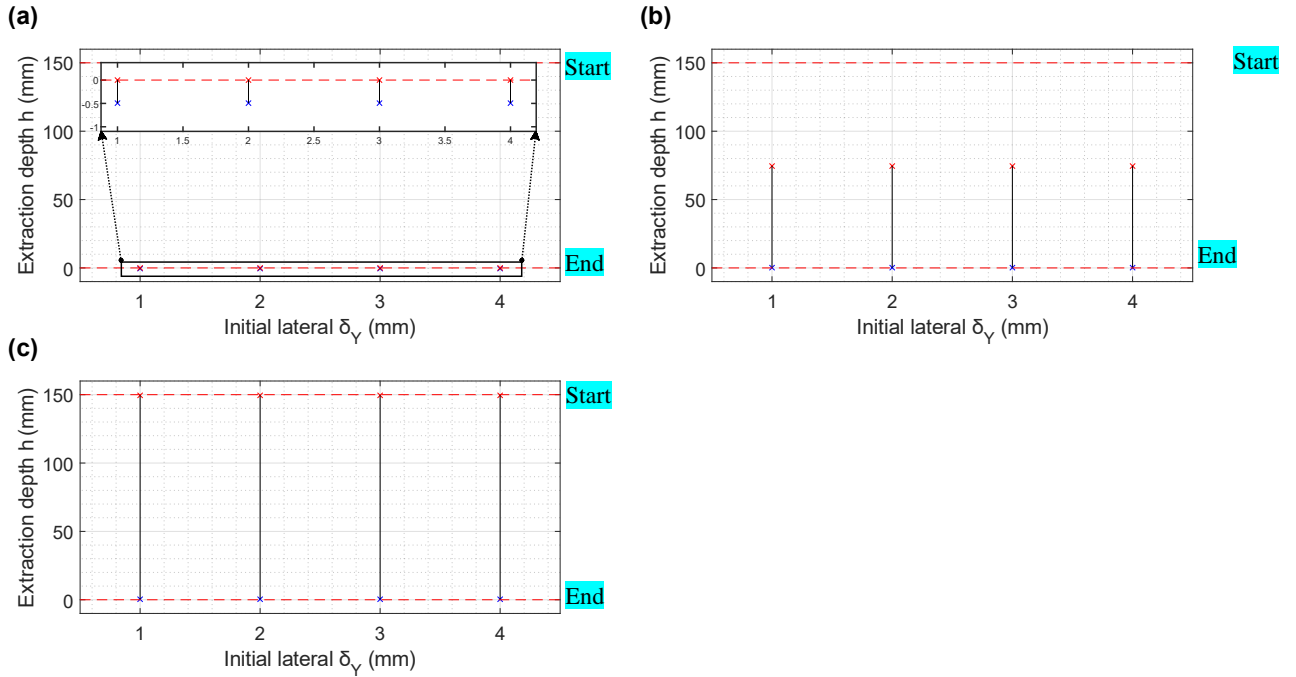 (a)
150
100
50
0
Extraction depth h (mm)
0
-0.5
-1
1
1.5
2
2.5
3
3.5
4
Start
End
1
2
3
4
Initial lateral δ_Y (mm)
(b)
150
100
50
0
Extraction depth h (mm)
Start
End
1
2
3
4
Initial lateral δ_Y (mm)
(c)
150
100
50
0
Extraction depth h (mm)
Start
End
1
2
3
4
Initial lateral δ_Y (mm)